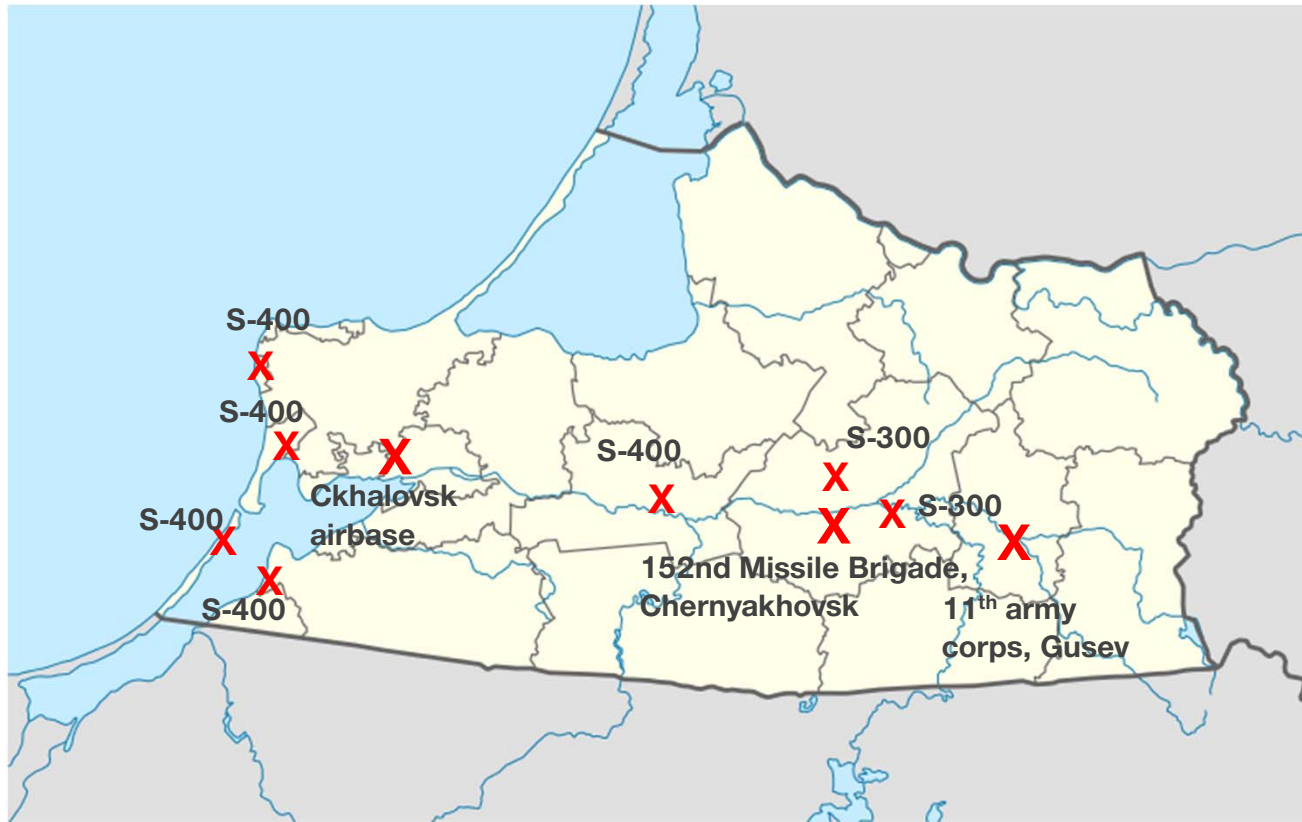 S-400
S-400
S-400
S-300
S-400
Ckhalovsk
airbase
S-300
S-400
152nd Missile Brigade,
Chernyakhovsk
11th army
corps, Gusev
X
X
X
X
X
X
X
X
X
X